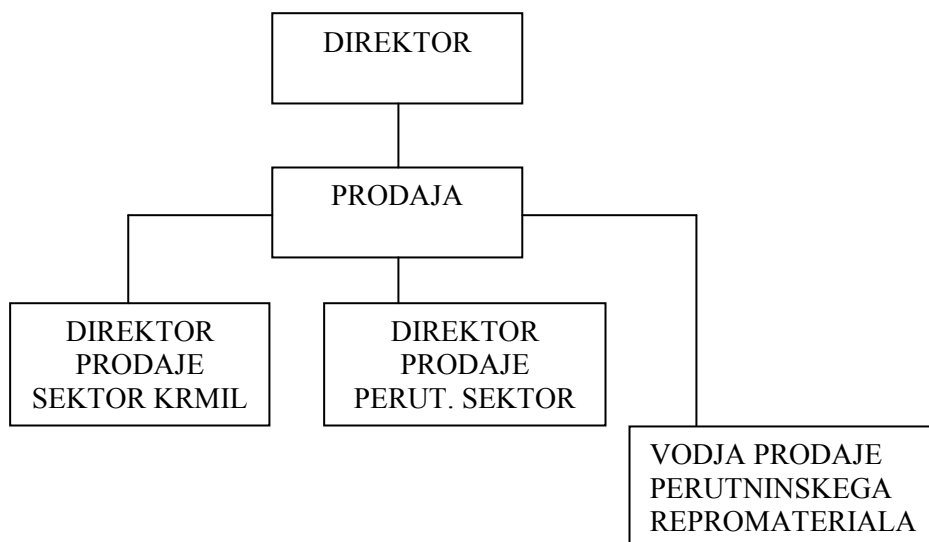 DIREKTOR
PRODAJA
DIREKTOR
PRODAJE
SEKTOR KRMIL
DIREKTOR
PRODAJE
PERUT. SEKTOR
VODJA PRODAJE
PERUTNINSKEGA
REPROMATERIALA